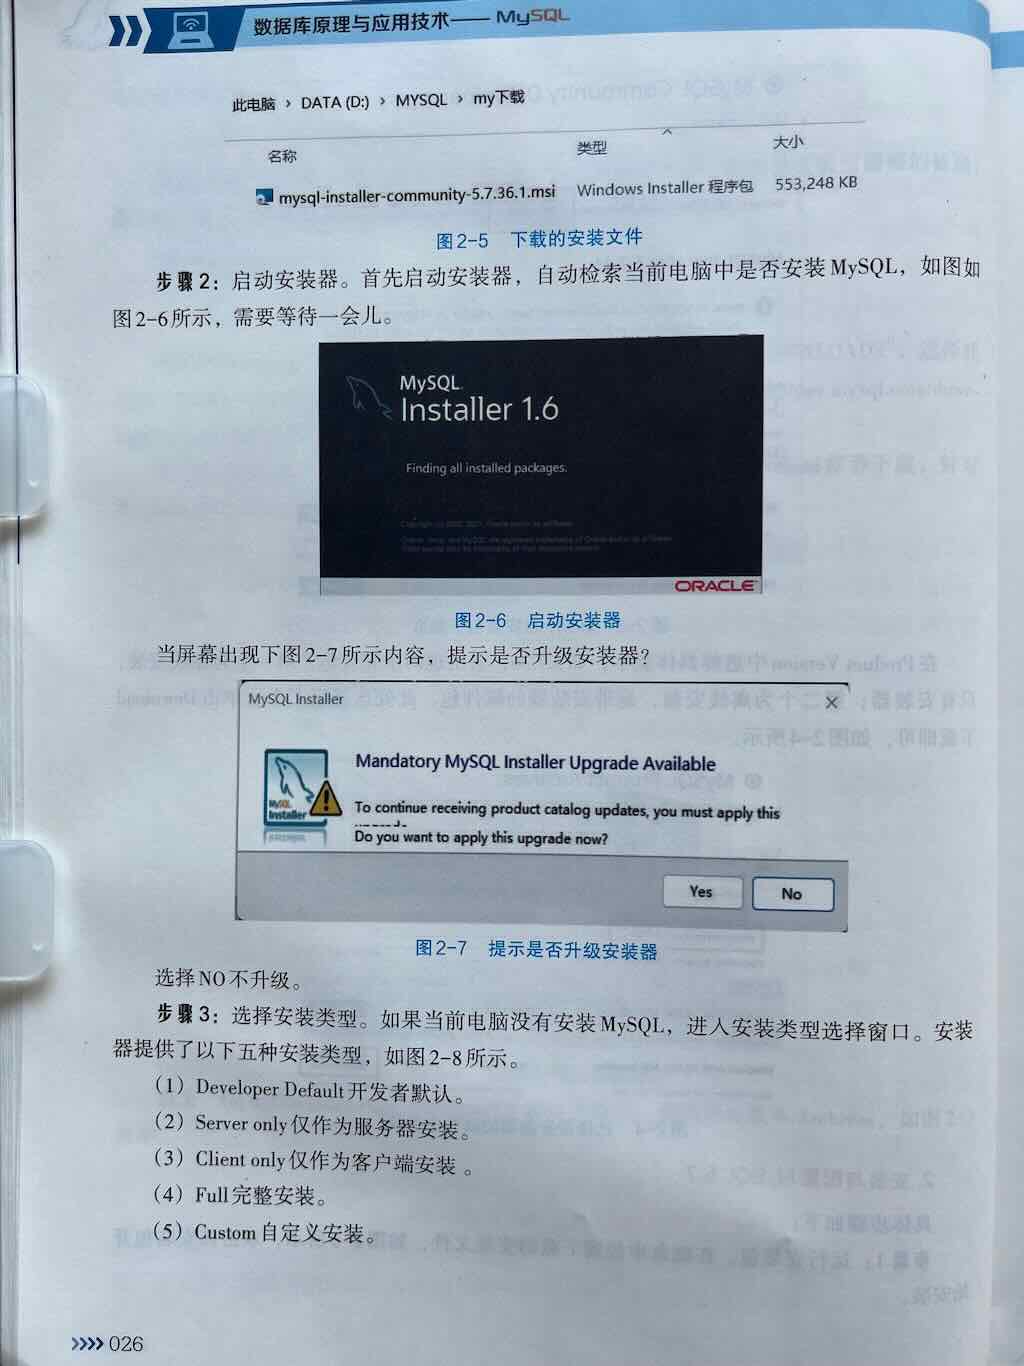 数据库原理与应用技术—— MySQL
此电脑 › DATA (D:) › MYSQL › my下载
名称 类型 大小
mysql-installer-community-5.7.36.1.msi Windows Installer 程序包 553,248 KB
图2-5 下载的安装文件
步骤2：启动安装器。首先启动安装器，自动检索当前电脑中是否安装MySQL，如图如
图2-6所示，需要等待一会儿。
MySQL.
Installer 1.6
Finding all installed packages.
ORACLE
图2-6 启动安装器
当屏幕出现下图2-7所示内容，提示是否升级安装器？
MySQL Installer
Mandatory MySQL Installer Upgrade Available
MySQL
Installer
To continue receiving product catalog updates, you must apply this
Do you want to apply this upgrade now?
Yes No
图2-7 提示是否升级安装器
选择NO不升级。
步骤3：选择安装类型。如果当前电脑没有安装MySQL，进入安装类型选择窗口。安装
器提供了以下五种安装类型，如图2-8所示。
（1）Developer Default开发者默认。
（2）Server only仅作为服务器安装。
（3）Client only仅作为客户端安装 。
（4）Full完整安装。
（5）Custom自定义安装。
›››› 026